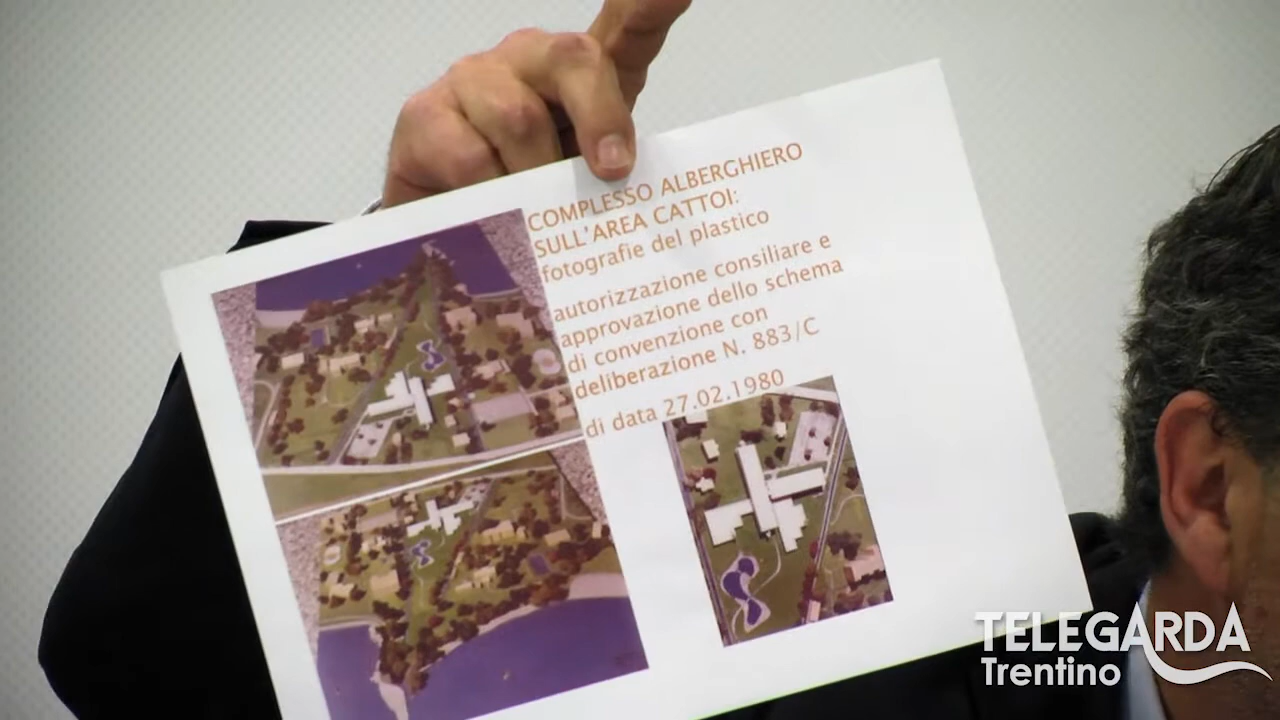 COMPLESSO ALBERGHIERO
SULL'AREA CATTOI:
fotografie del plastico
autorizzazione consiliare e
approvazione dello schema
di convenzione con
deliberazione N. 883/C
di data 27.02.1980
TELEGARDA
Trentino